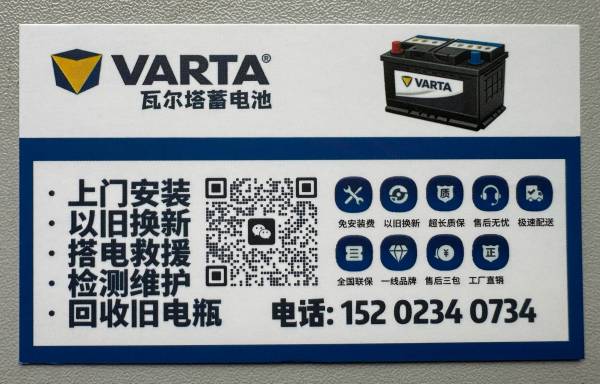 VARTA®
瓦尔塔蓄电池
VARTA
· 上门安装
· 以旧换新
· 搭电救援
· 检测维护
· 回收旧电瓶
质
免安装费 以旧换新 超长质保 售后无忧 极速配送
正
全国联保 一线品牌 售后三包 工厂直销
电话: 152 0234 0734